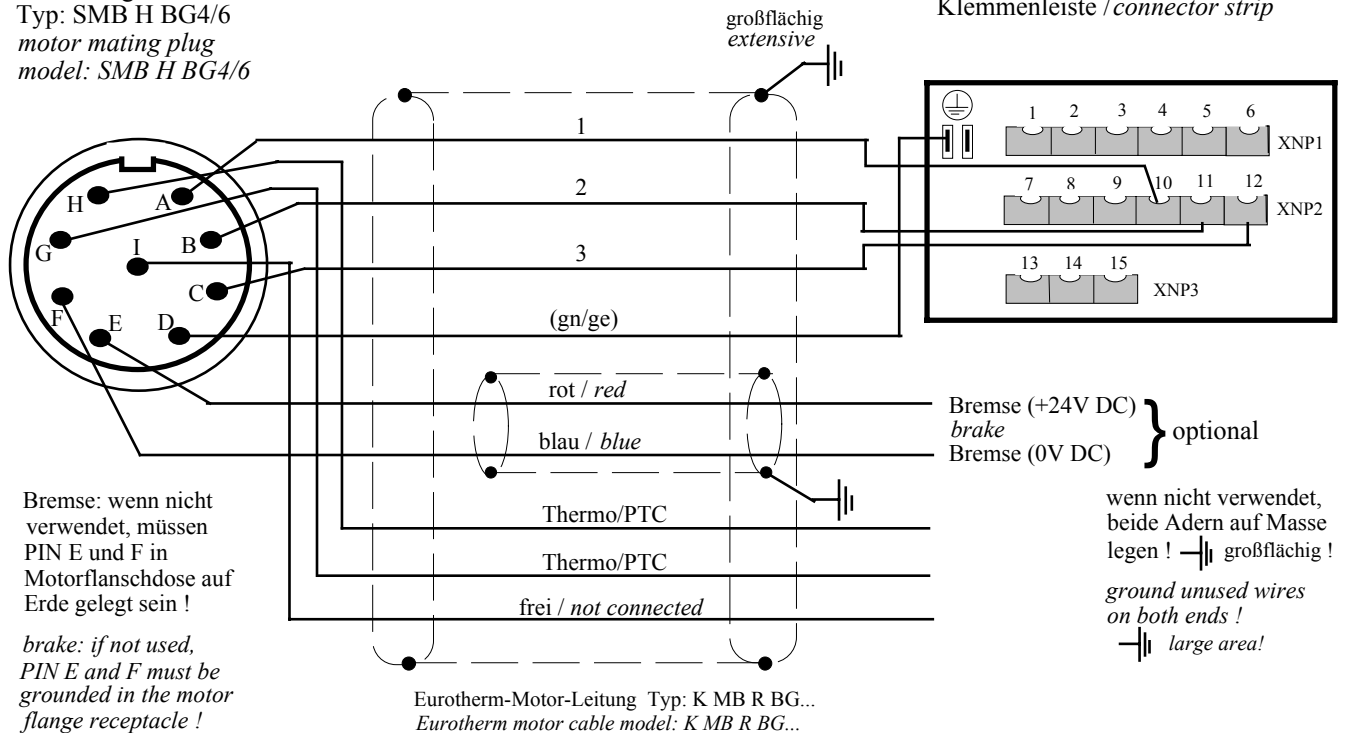 Typ: SMB H BG4/6
motor mating plug
model: SMB H BG4/6
großflächig
extensive
Klemmenleiste / connector strip
1 2 3 4 5 6
XNP1
7 8 9 10 11 12
XNP2
13 14 15
XNP3
H A
G I B
C
F E D
1
2
3
(gn/ge)
rot / red
blau / blue
Thermo/PTC
Thermo/PTC
frei / not connected
Bremse (+24V DC)
brake
Bremse (0V DC)
} optional
Bremse: wenn nicht
verwendet, müssen
PIN E und F in
Motorflanschdose auf
Erde gelegt sein !
brake: if not used,
PIN E and F must be
grounded in the motor
flange receptacle !
wenn nicht verwendet,
beide Adern auf Masse
legen ! großflächig !
ground unused wires
on both ends !
large area!
Eurotherm-Motor-Leitung Typ: K MB R BG...
Eurotherm motor cable model: K MB R BG...